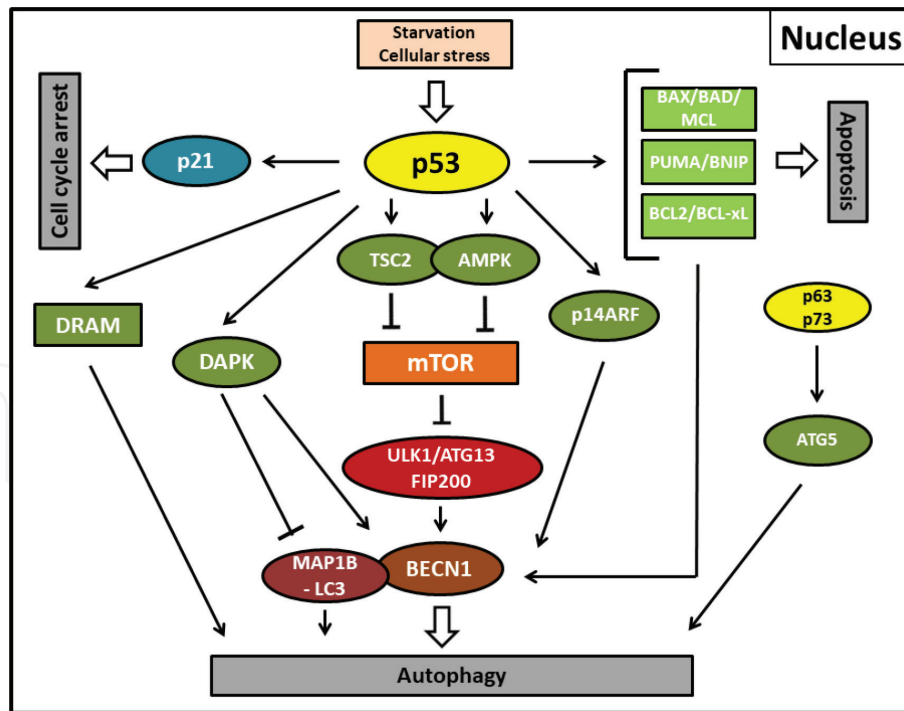 Starvation
Cellular stress
Nucleus
Cell cycle arrest
p21
p53
BAX/BAD/
MCL
PUMA/BNIP
BCL2/BCL-xL
Apoptosis
TSC2
AMPK
DRAM
DAPK
p14ARF
p63
p73
mTOR
ULK1/ATG13
FIP200
ATG5
MAP1B
- LC3
BECN1
Autophagy